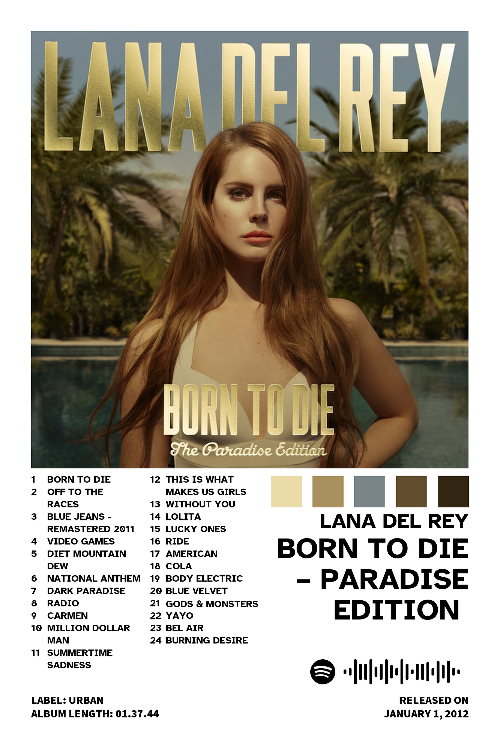 LANA DEL REY
BORN TO DIE
The Paradise Edition
1 BORN TO DIE
2 OFF TO THE
RACES
3 BLUE JEANS -
REMASTERED 2011
4 VIDEO GAMES
5 DIET MOUNTAIN
DEW
6 NATIONAL ANTHEM
7 DARK PARADISE
8 RADIO
9 CARMEN
10 MILLION DOLLAR
MAN
11 SUMMERTIME
SADNESS
12 THIS IS WHAT
MAKES US GIRLS
13 WITHOUT YOU
14 LOLITA
15 LUCKY ONES
16 RIDE
17 AMERICAN
18 COLA
19 BODY ELECTRIC
20 BLUE VELVET
21 GODS & MONSTERS
22 YAYO
23 BEL AIR
24 BURNING DESIRE
LANA DEL REY
BORN TO DIE
– PARADISE
EDITION
LABEL: URBAN
ALBUM LENGTH: 01.37.44
RELEASED ON
JANUARY 1, 2012